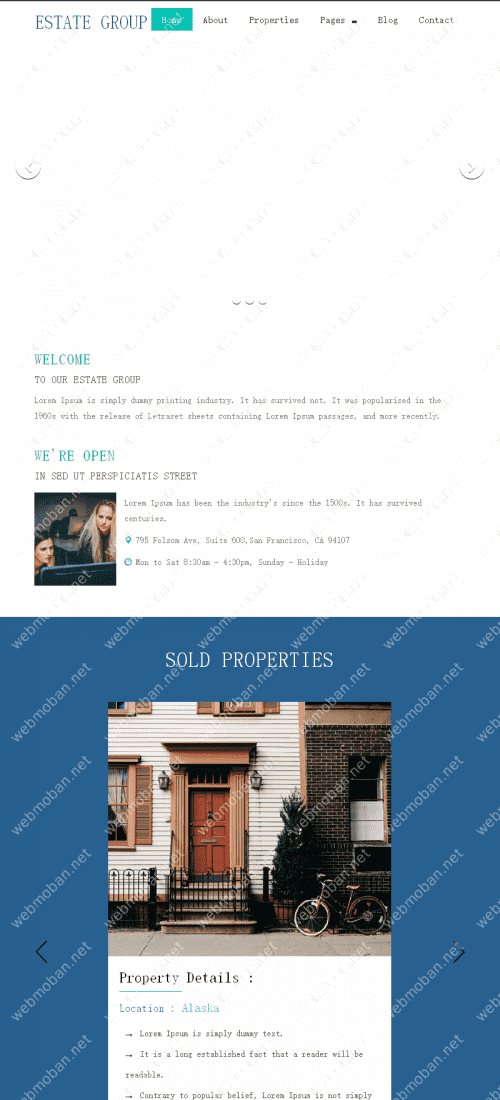 ESTATE GROUP Home About Properties Pages Blog Contact
WELCOME
TO OUR ESTATE GROUP
Lorem Ipsum is simply dummy printing industry. It has survived not. It was popularised in the
1960s with the release of Letraset sheets containing Lorem Ipsum passages, and more recently.
WE'RE OPEN
IN SED UT PERSPICIATIS STREET
Lorem Ipsum has been the industry's since the 1500s. It has survived
centuries.
795 Folsom Ave, Suite 600,San Francisco, CA 94107
Mon to Sat 8:30am - 4:30pm, Sunday - Holiday
SOLD PROPERTIES
Property Details :
Location : Alaska
→ Lorem Ipsum is simply dummy text.
→ It is a long established fact that a reader will be
readable.
→ Contrary to popular belief, Lorem Ipsum is not simply
webmoban.net